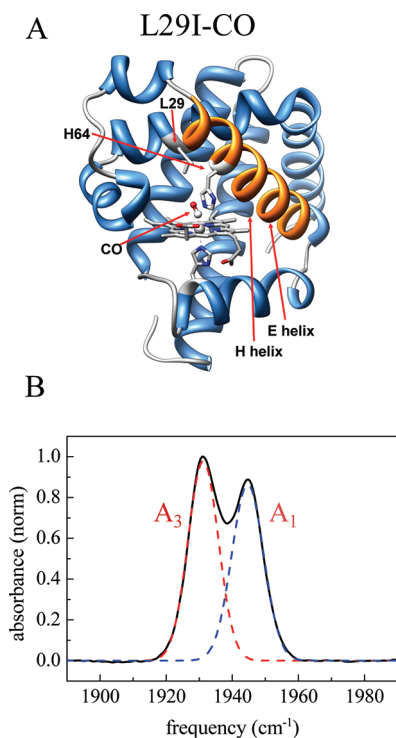 A
L29I-CO
L29
H64
CO
E helix
H helix
B
1.0
0.8
0.6
0.4
0.2
0.0
absorbance (norm)
A₃
A₁
1900 1920 1940 1960 1980
frequency (cm⁻¹)